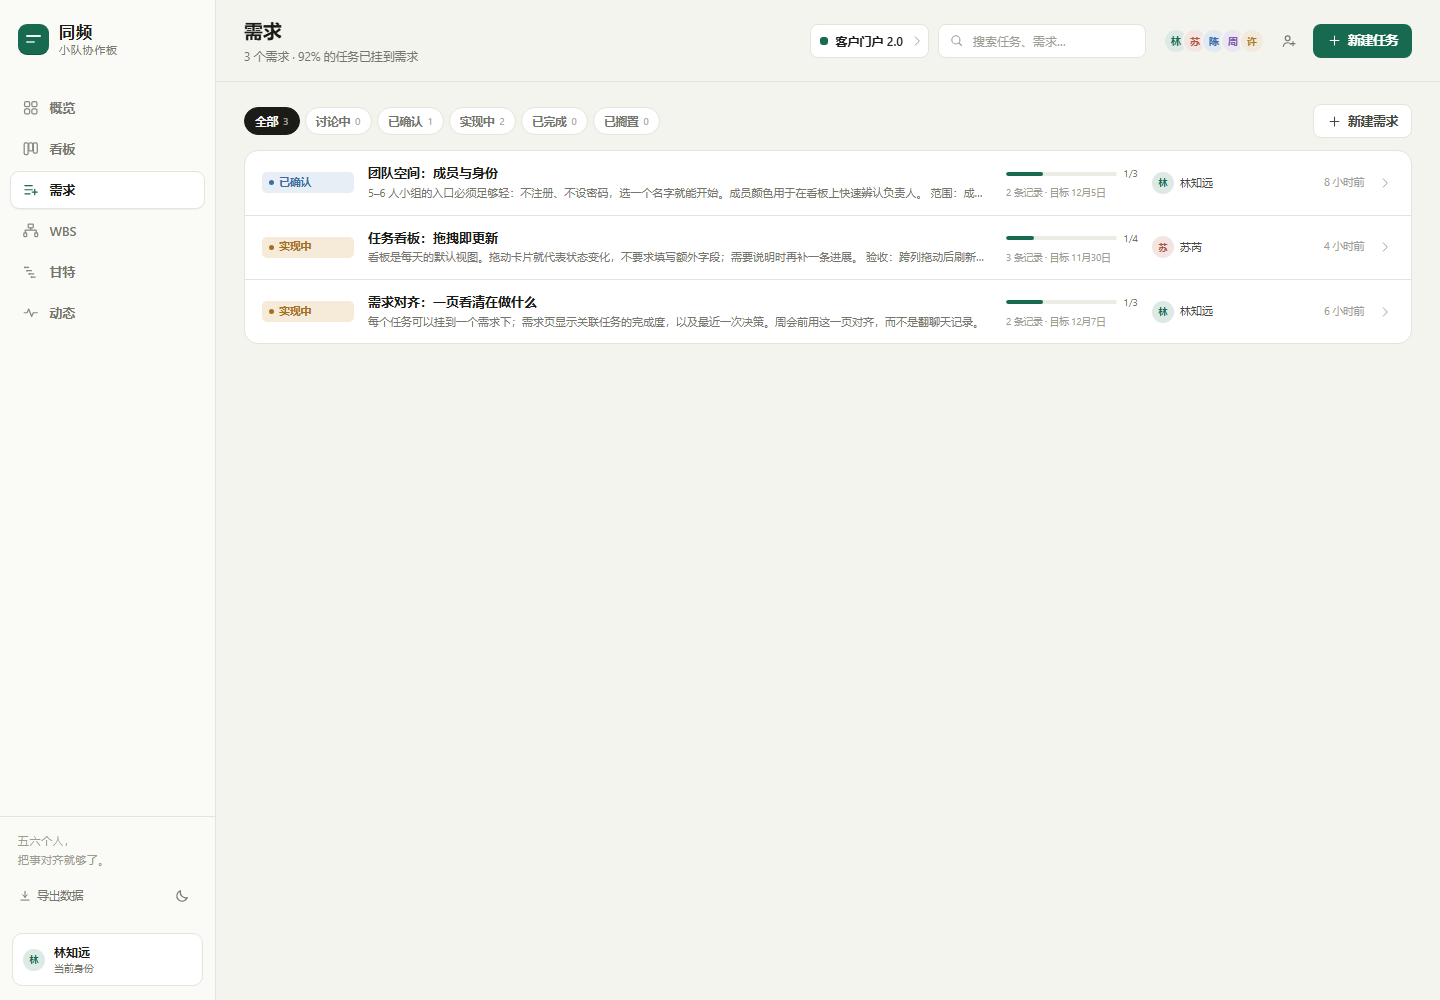 同频
小队协作板
概览
看板
需求
WBS
甘特
动态
五六个人，
把事对齐就够了。
导出数据
林
林知远
当前身份
需求
3 个需求 · 92% 的任务已挂到需求
客户门户 2.0
搜索任务、需求...
林 苏 陈 周 许
新建任务
全部 3
讨论中 0
已确认 1
实现中 2
已完成 0
已搁置 0
新建需求
已确认
团队空间：成员与身份
5–6 人小组的入口必须足够轻：不注册、不设密码，选一个名字就能开始。成员颜色用于在看板上快速辨认负责人。 范围：成...
1/3
2 条记录 · 目标 12月5日
林 林知远
8 小时前
实现中
任务看板：拖拽即更新
看板是每天的默认视图。拖动卡片就代表状态变化，不要求填写额外字段；需要说明时再补一条进展。 验收：跨列拖动后刷新...
1/4
3 条记录 · 目标 11月30日
苏 苏芮
4 小时前
实现中
需求对齐：一页看清在做什么
每个任务可以挂到一个需求下；需求页显示关联任务的完成度，以及最近一次决策。周会前用这一页对齐，而不是翻聊天记录。
1/3
2 条记录 · 目标 12月7日
林 林知远
6 小时前